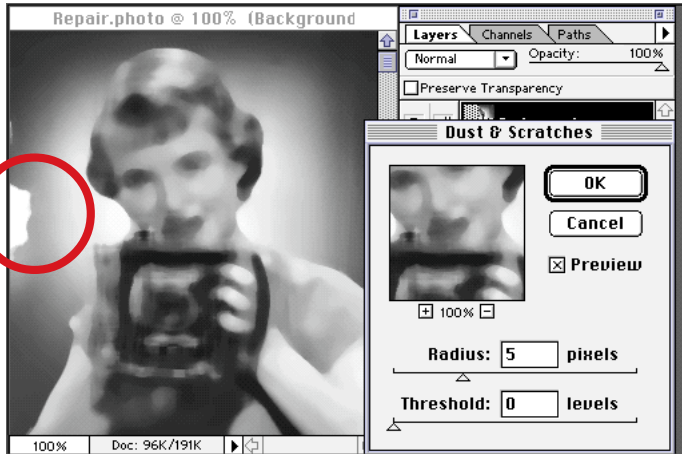 Repair.photo @ 100% (Background
Layers Channels Paths
Normal Opacity: 100%
Preserve Transparency
Dust & Scratches
OK
Cancel
Preview
100%
Radius: 5 pixels
Threshold: 0 levels
100% Doc: 96K/191K